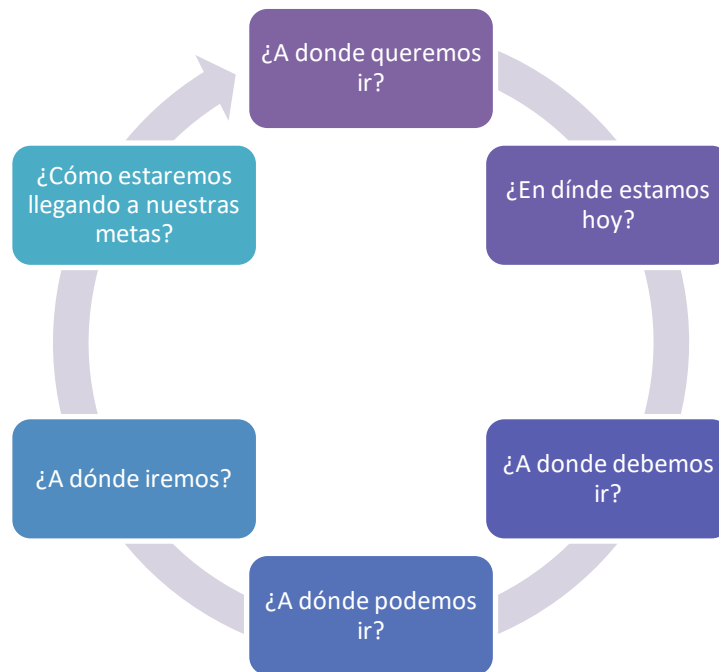 ¿A donde queremos
ir?
¿En dínde estamos
hoy?
¿A donde debemos
ir?
¿A dónde podemos
ir?
¿A dónde iremos?
¿Cómo estaremos
llegando a nuestras
metas?